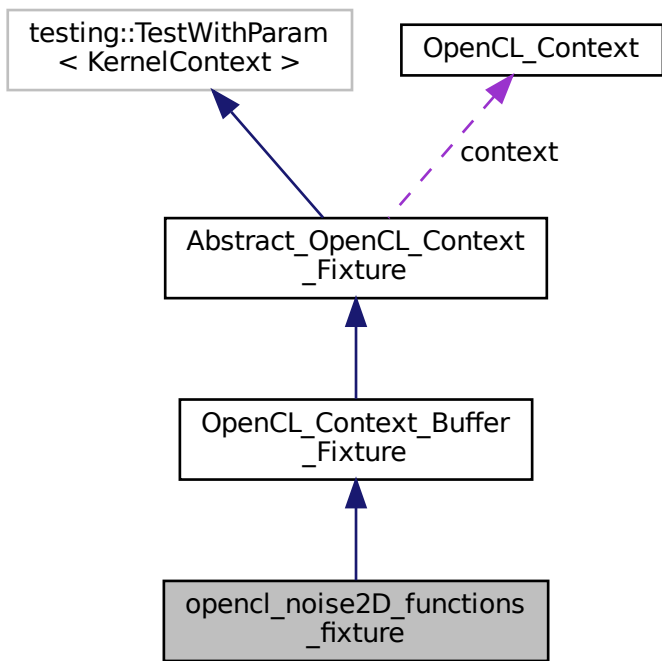 testing::TestWithParam
< KernelContext >
OpenCL_Context
context
Abstract_OpenCL_Context
_Fixture
OpenCL_Context_Buffer
_Fixture
opencl_noise2D_functions
_fixture